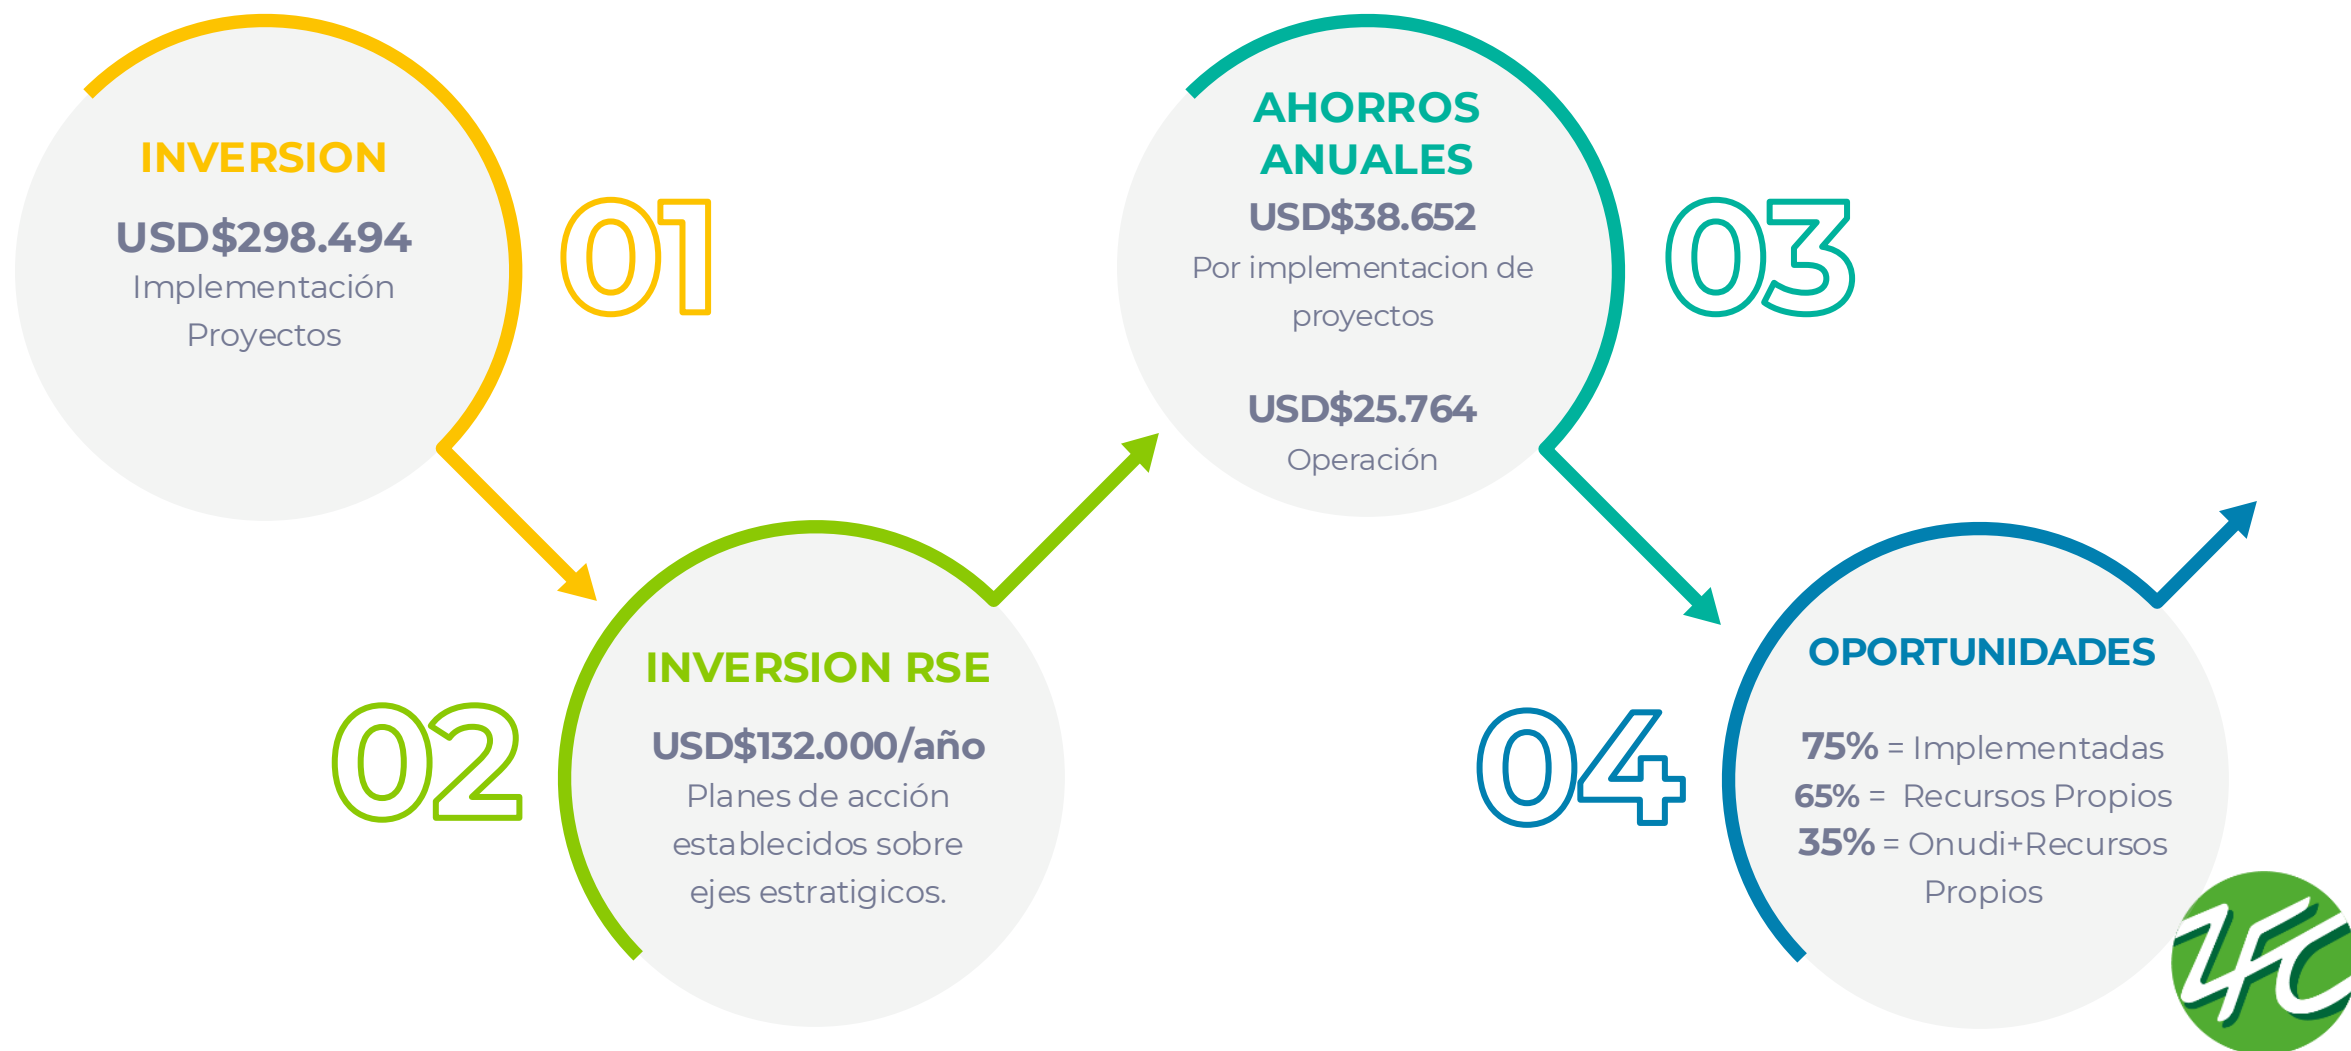 INVERSION
USD$298.494
Implementación
Proyectos
01
02
INVERSION RSE
USD$132.000/año
Planes de acción
establecidos sobre
ejes estratigicos.
AHORROS
ANUALES
USD$38.652
Por implementacion de
proyectos
USD$25.764
Operación
03
04
OPORTUNIDADES
75% = Implementadas
65% = Recursos Propios
35% = Onudi+Recursos
Propios
ZFC